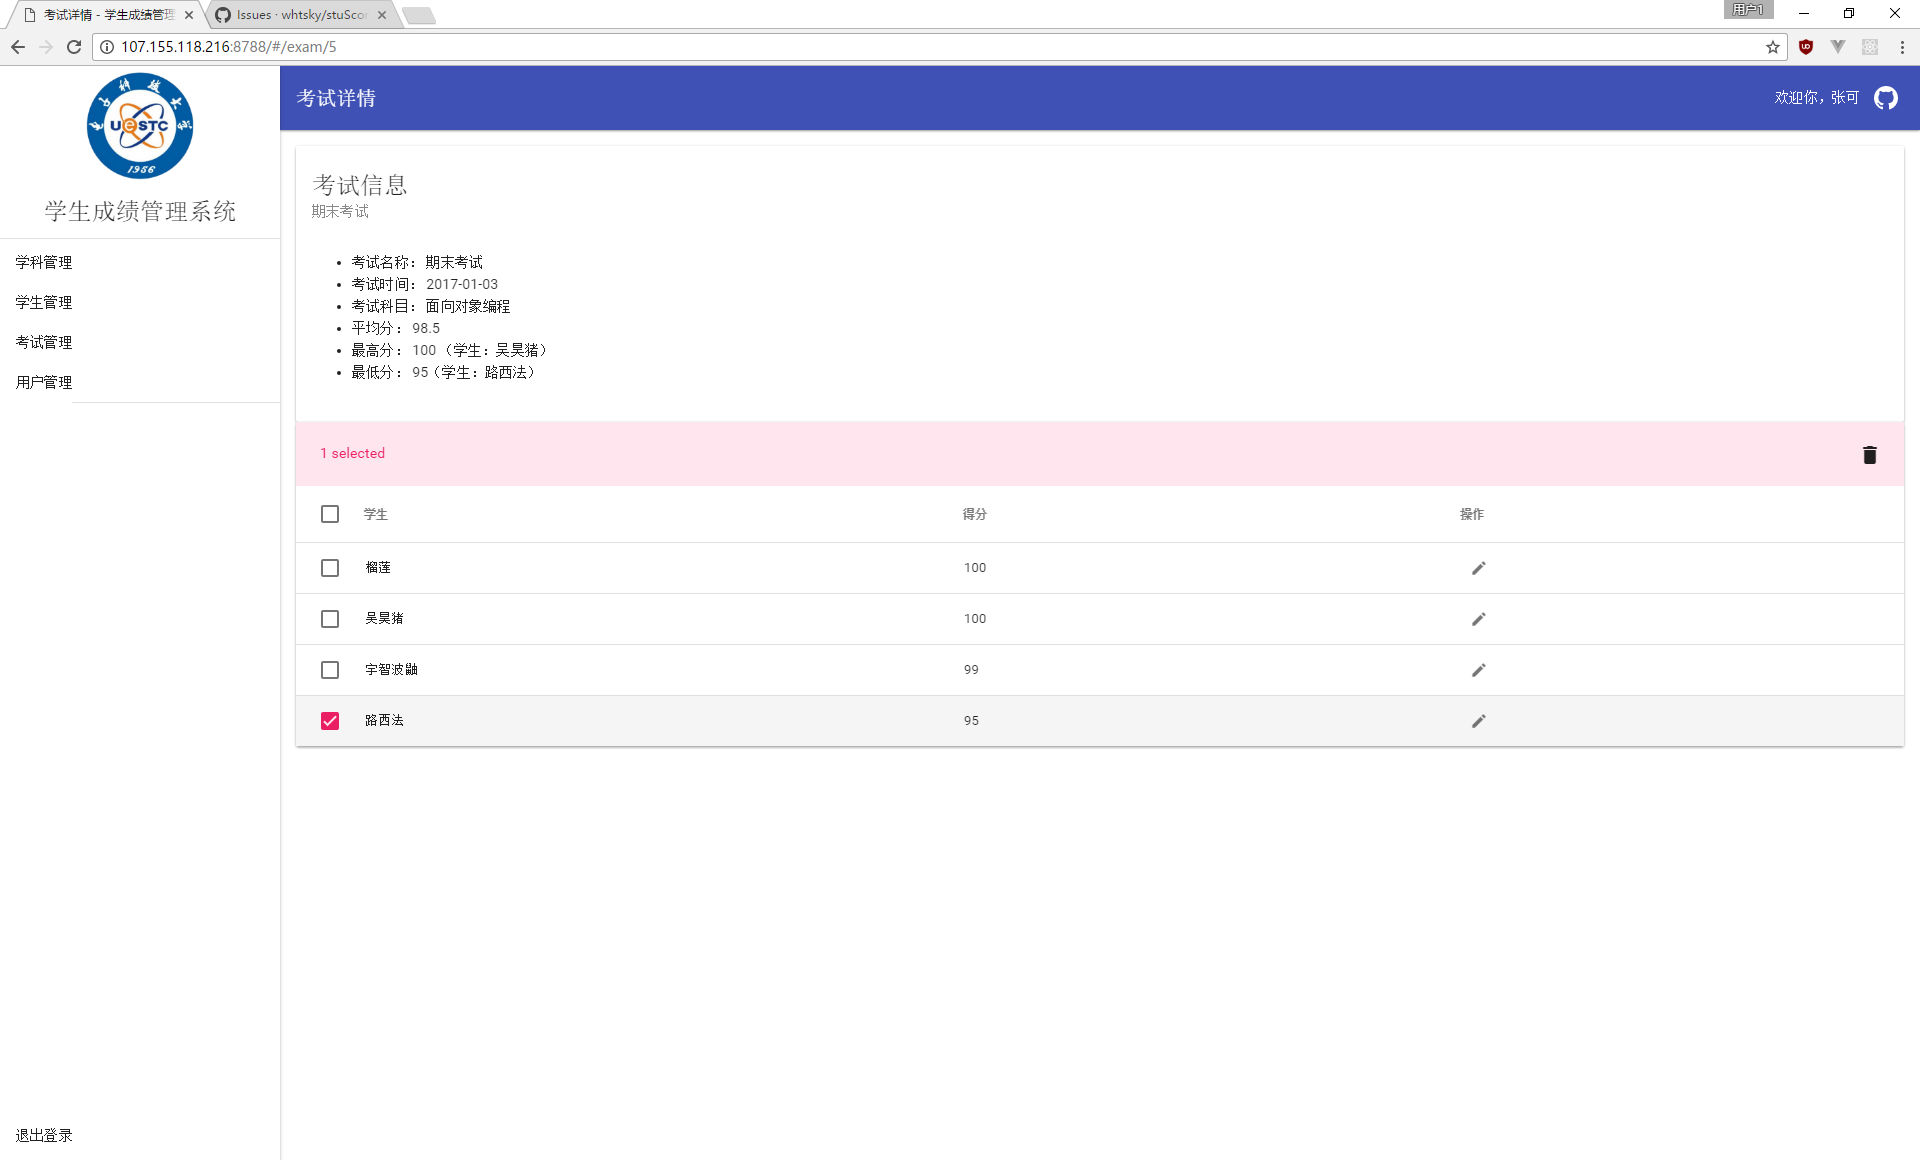 考试详情 - 学生成绩管理
Issues · whtsky/stuScor
用户1
107.155.118.216:8788/#/exam/5
UESTC
1956
学生成绩管理系统
学科管理
学生管理
考试管理
用户管理
退出登录
考试详情
欢迎你，张可
考试信息
期末考试
考试名称： 期末考试
考试时间： 2017-01-03
考试科目： 面向对象编程
平均分： 98.5
最高分： 100 （学生：吴昊猪）
最低分： 95（学生：路西法）
1 selected
学生 得分 操作
榴莲 100
吴昊猪 100
宇智波鼬 99
路西法 95